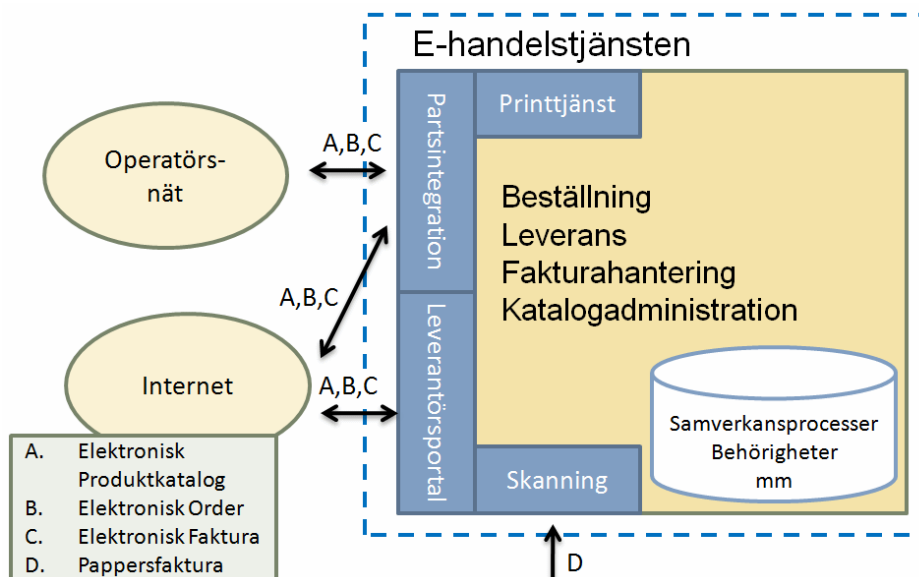 E-handelstjänsten
Printtjänst
Partsintegration
A,B,C
Operatörs-
nät
Beställning
Leverans
Fakturahantering
Katalogadministration
A,B,C
Leverantörsportal
Internet
A,B,C
Samverkansprocesser
Behörigheter
mm
Skanning
A. Elektronisk
Produktkatalog
B. Elektronisk Order
C. Elektronisk Faktura
D. Pappersfaktura
D